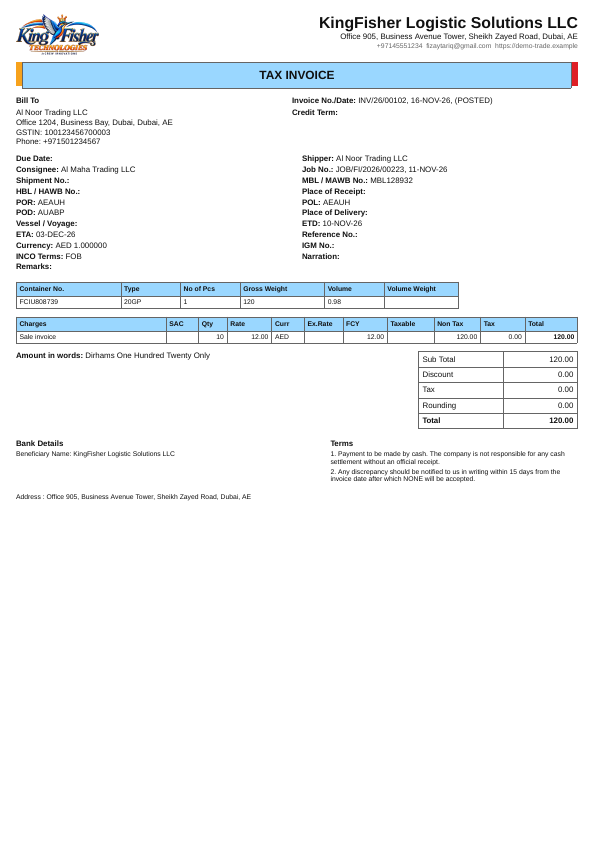 King Fisher
TECHNOLOGIES
KingFisher Logistic Solutions LLC
Office 905, Business Avenue Tower, Sheikh Zayed Road, Dubai, AE
+97145551234 fizaytariq@gmail.com https://demo-trade.example
TAX INVOICE
Bill To
Al Noor Trading LLC
Office 1204, Business Bay, Dubai, Dubai, AE
GSTIN: 100123456700003
Phone: +971501234567
Invoice No./Date: INV/26/00102, 16-NOV-26, (POSTED)
Credit Term:
Due Date:
Shipper: Al Noor Trading LLC
Consignee: Al Maha Trading LLC
Job No.: JOB/FI/2026/00223, 11-NOV-26
Shipment No.:
MBL / MAWB No.: MBL128932
HBL / HAWB No.:
Place of Receipt:
POR: AEAUH
POL: AEAUH
POD: AUABP
Place of Delivery:
Vessel / Voyage:
ETD: 10-NOV-26
ETA: 03-DEC-26
Reference No.:
Currency: AED 1.000000
IGM No.:
INCO Terms: FOB
Narration:
Remarks:
Container No. Type No of Pcs Gross Weight Volume Volume Weight
FCIU808739 20GP 1 120 0.98
Charges SAC Qty Rate Curr Ex.Rate FCY Taxable Non Tax Tax Total
Sale invoice 10 12.00 AED 12.00 120.00 0.00 120.00
Amount in words: Dirhams One Hundred Twenty Only
Sub Total 120.00
Discount 0.00
Tax 0.00
Rounding 0.00
Total 120.00
Bank Details
Beneficiary Name: KingFisher Logistic Solutions LLC
Terms
1. Payment to be made by cash. The company is not responsible for any cash
settlement without an official receipt.
2. Any discrepancy should be notified to us in writing within 15 days from the
invoice date after which NONE will be accepted.
Address : Office 905, Business Avenue Tower, Sheikh Zayed Road, Dubai, AE